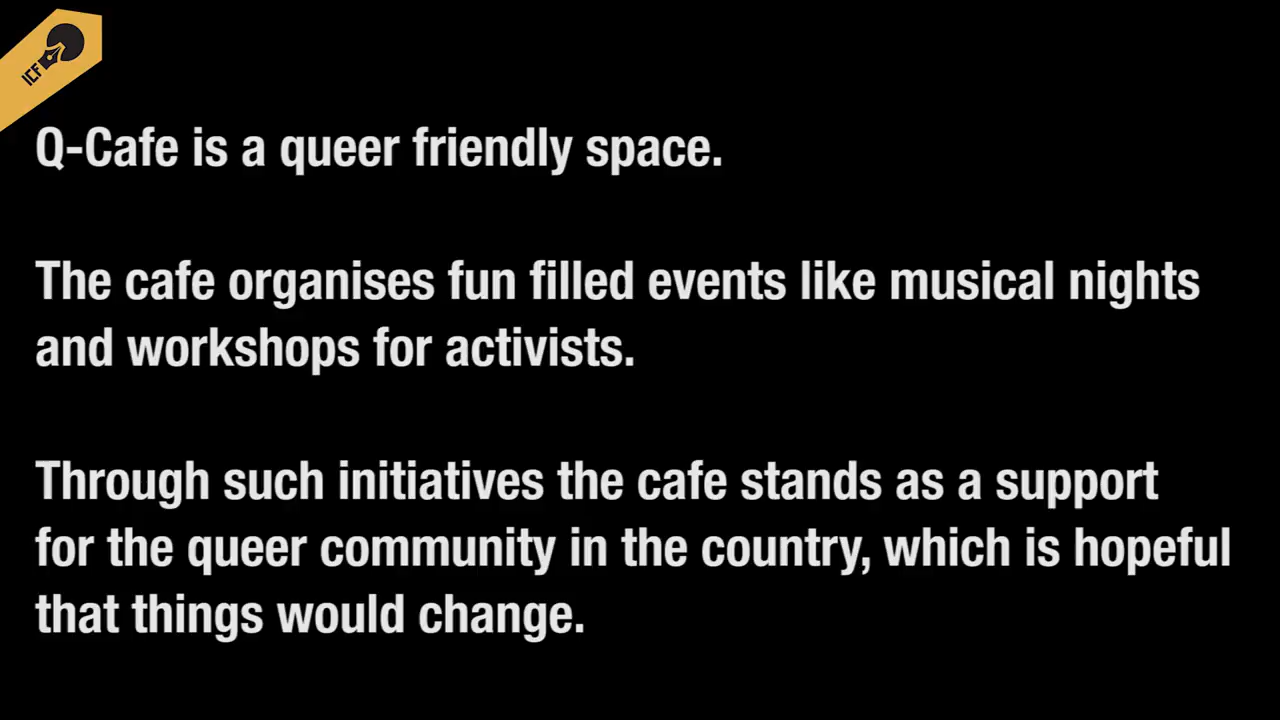 ICF
Q-Cafe is a queer friendly space.
The cafe organises fun filled events like musical nights
and workshops for activists.
Through such initiatives the cafe stands as a support
for the queer community in the country, which is hopeful
that things would change.